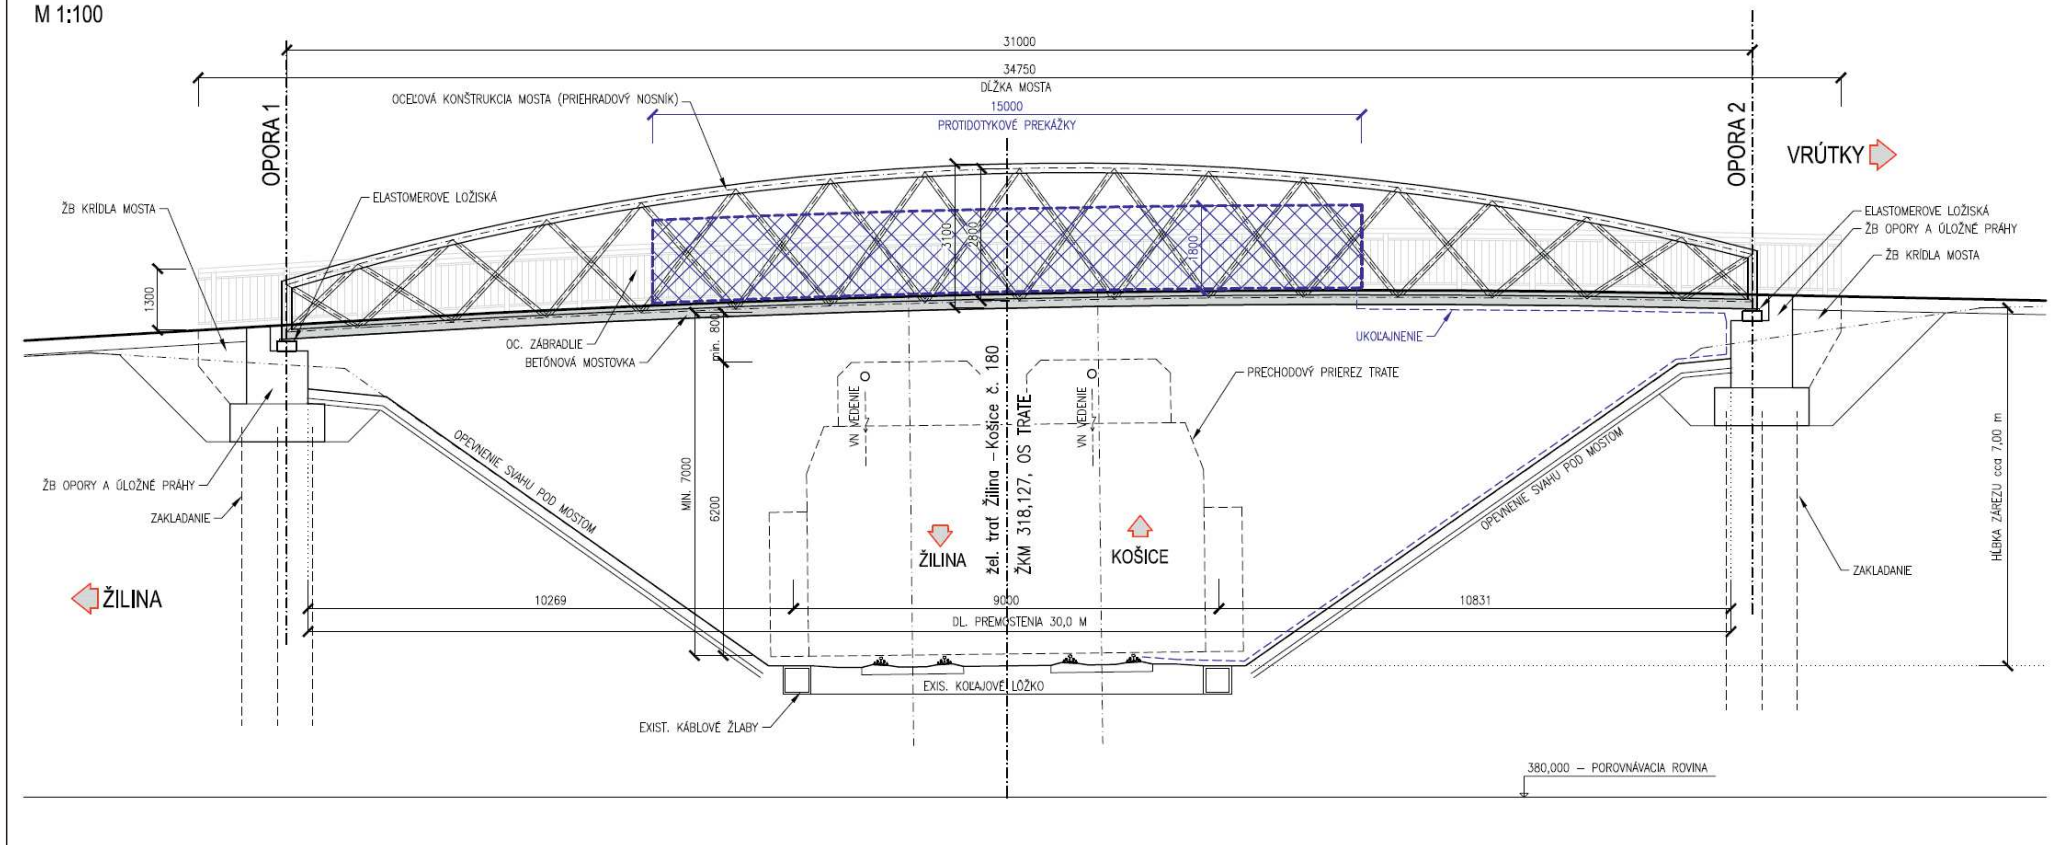 M 1:100
31000
34750
DĹŽKA MOSTA
OCEĽOVÁ KONŠTRUKCIA MOSTA (PRIEHRADOVÝ NOSNÍK)
15000
PROTIDOTYKOVÉ PREKÁŽKY
OPORA 1
OPORA 2
VRÚTKY
ELASTOMEROVE LOŽISKÁ
ŽB KRÍDLA MOSTA
ELASTOMEROVE LOŽISKÁ
ŽB OPORY A ÚLOŽNÉ PRÁHY
ŽB KRÍDLA MOSTA
1300
3100
2800
1800
OC. ZÁBRADLIE
BETÓNOVÁ MOSTOVKA
min. 800
UKOĽAJNENIE
PRECHODOVÝ PRIEREZ TRATE
VN VEDENIE
VN VEDENIE
žel. trať Žilina –Košice č. 180
ŽKM 318,127, OS TRATE
OPEVNENIE SVAHU POD MOSTOM
OPEVNENIE SVAHU POD MOSTOM
MIN. 7000
6200
HĹBKA ZÁREZU cca 7,00 m
ŽB OPORY A ÚLOŽNÉ PRÁHY
ZAKLADANIE
ŽILINA
KOŠICE
ZAKLADANIE
ŽILINA
10269
9000
10831
DL. PREMOSTENIA 30,0 M
EXIS. KOĽAJOVÉ LÔŽKO
EXIST. KÁBLOVÉ ŽLABY
380,000 – POROVNÁVACIA ROVINA